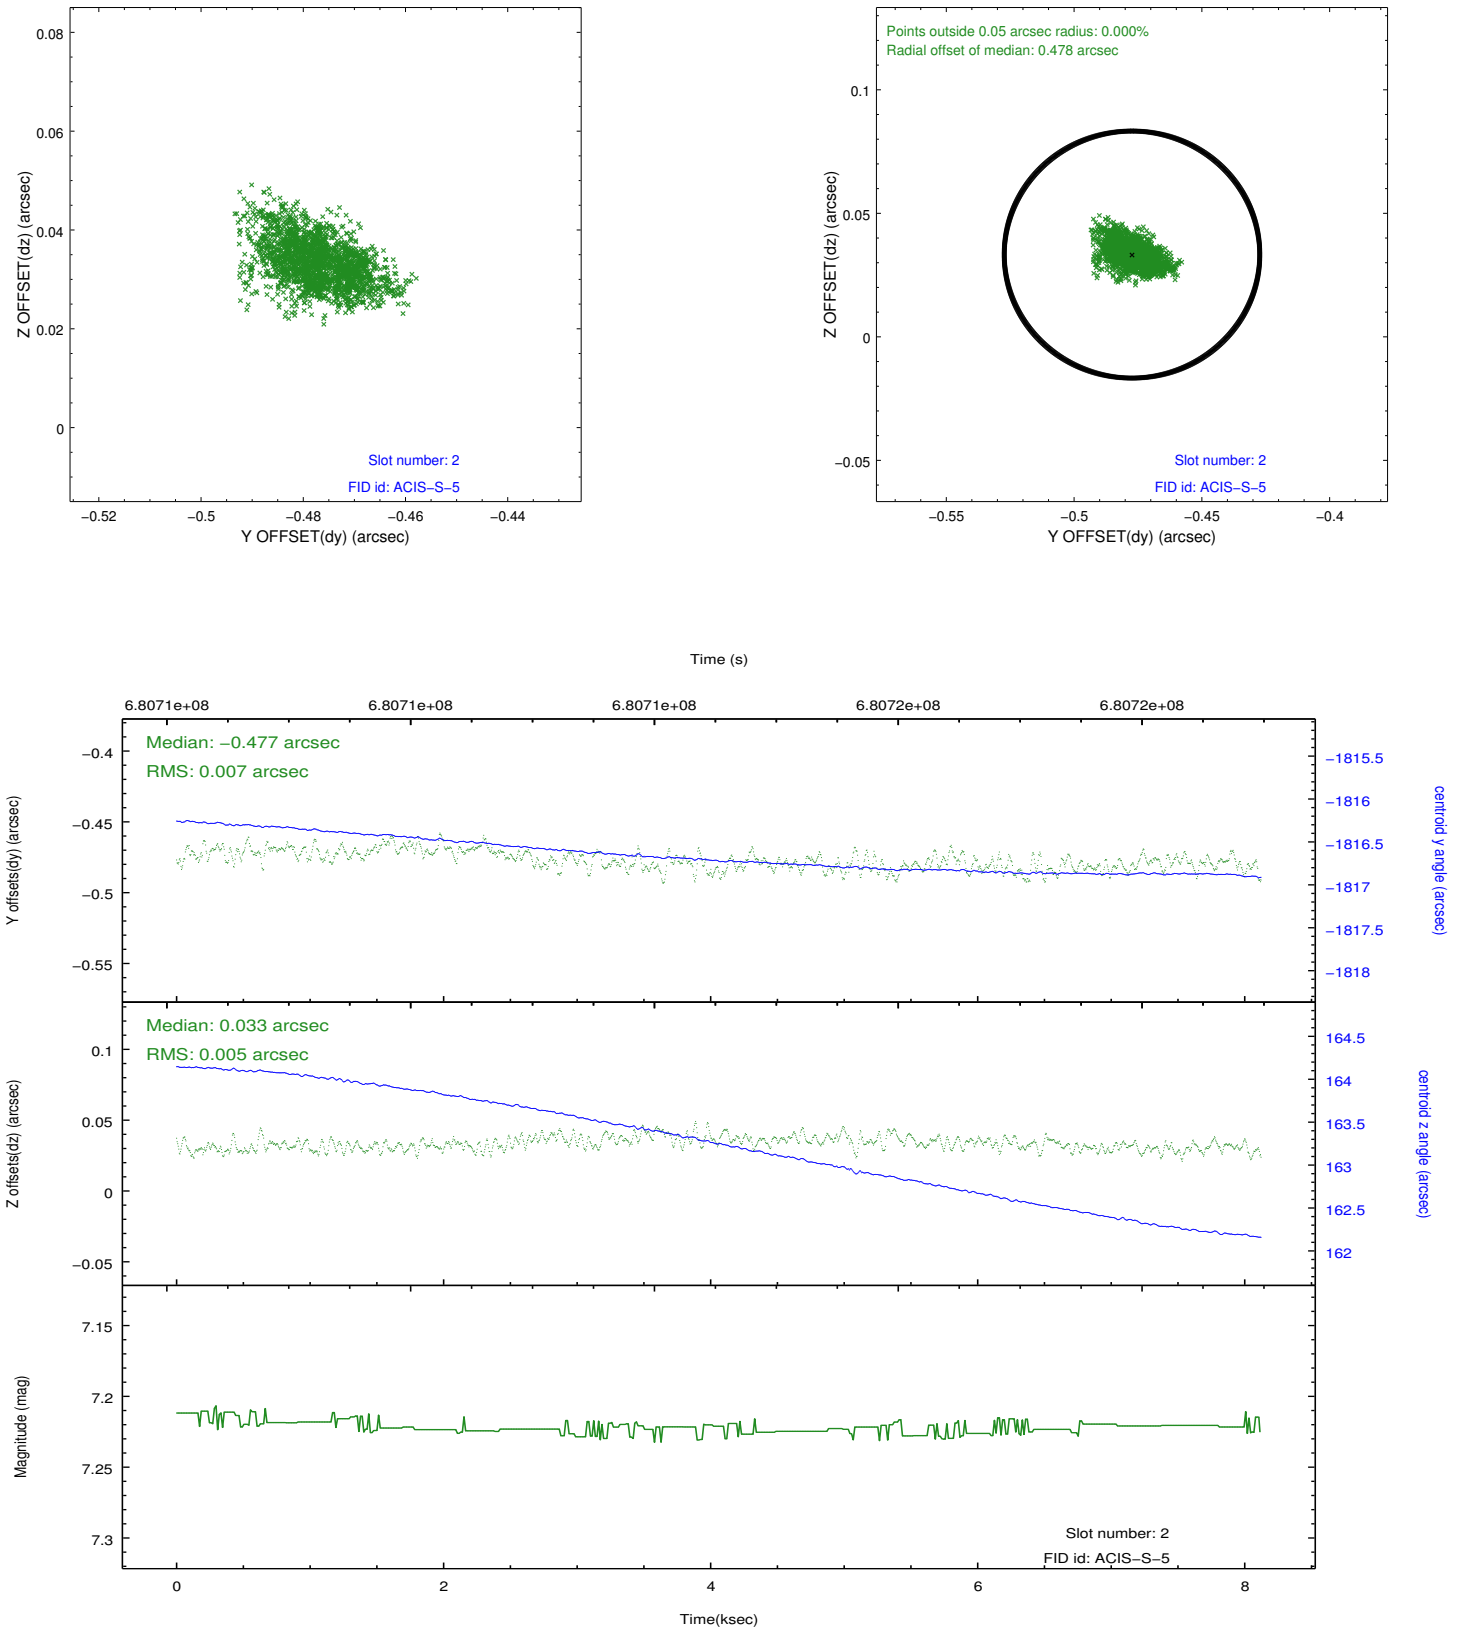 0.08
0.06
0.04
0.02
0
Z OFFSET(dz) (arcsec)
Slot number: 2
FID id: ACIS−S−5
−0.52 −0.5 −0.48 −0.46 −0.44
Y OFFSET(dy) (arcsec)
Points outside 0.05 arcsec radius: 0.000%
Radial offset of median: 0.478 arcsec
0.1
0.05
0
−0.05
Z OFFSET(dz) (arcsec)
Slot number: 2
FID id: ACIS−S−5
−0.55 −0.5 −0.45 −0.4
Y OFFSET(dy) (arcsec)
Time (s)
6.8071e+08 6.8071e+08 6.8071e+08 6.8072e+08 6.8072e+08
Median: −0.477 arcsec
RMS: 0.007 arcsec
−0.4
−0.45
−0.5
−0.55
Y offsets(dy) (arcsec)
−1815.5
−1816
−1816.5
−1817
−1817.5
−1818
centroid y angle (arcsec)
Median: 0.033 arcsec
RMS: 0.005 arcsec
0.1
0.05
0
−0.05
Z offsets(dz) (arcsec)
164.5
164
163.5
163
162.5
162
centroid z angle (arcsec)
7.15
7.2
7.25
7.3
Magnitude (mag)
Slot number: 2
FID id: ACIS−S−5
0 2 4 6 8
Time(ksec)